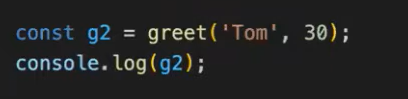 const g2 = greet('Tom', 30);
console.log(g2);